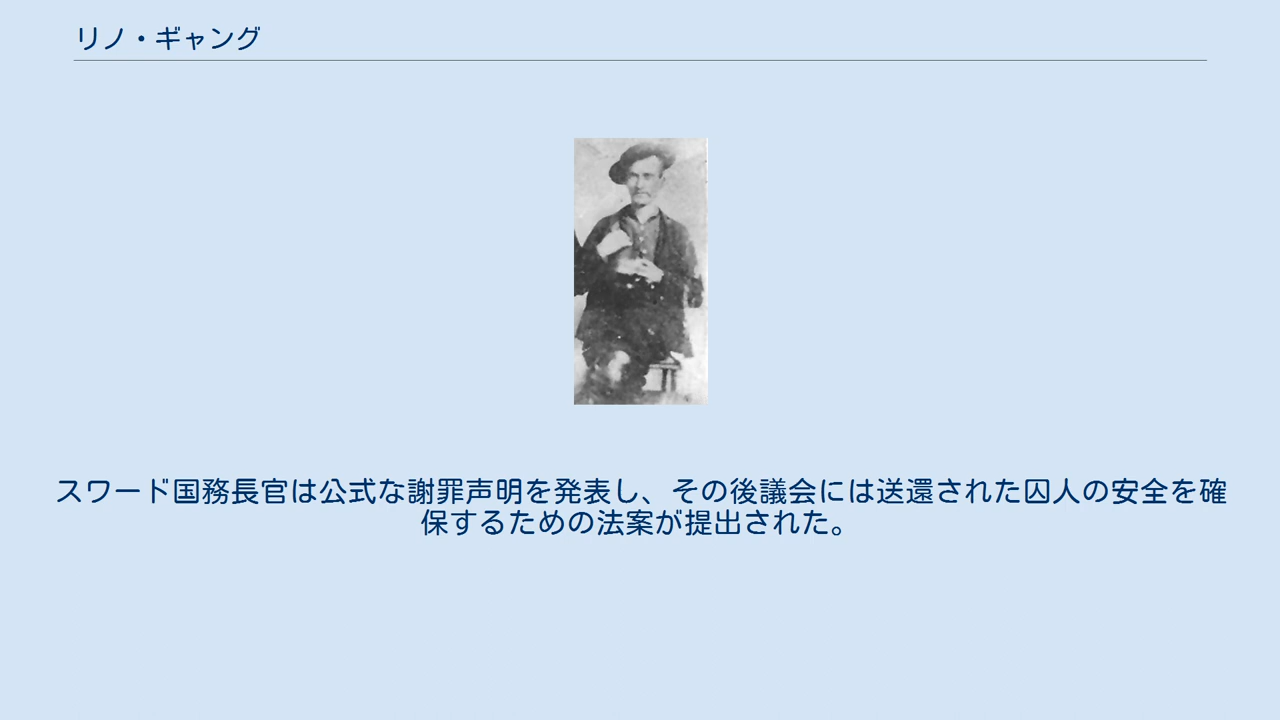 リノ・ギャング
スワード国務長官は公式な謝罪声明を発表し、その後議会には送還された囚人の安全を確
保するための法案が提出された。